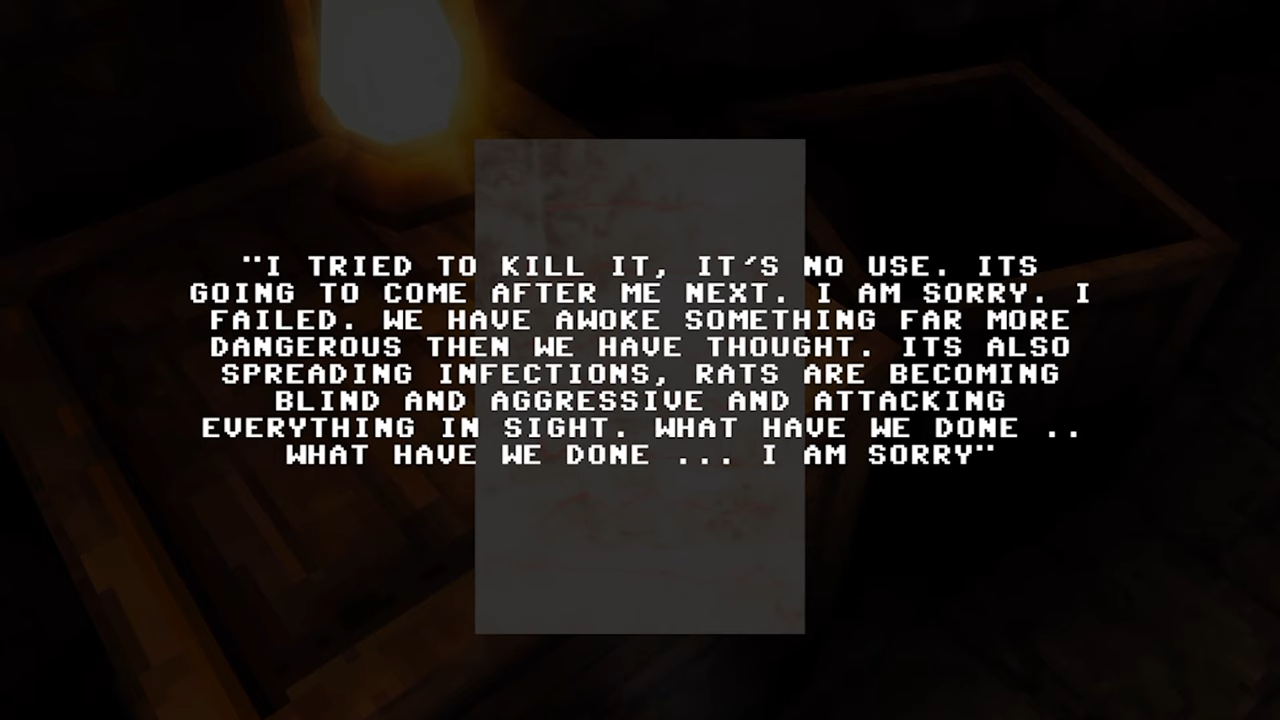 "I TRIED TO KILL IT, IT'S NO USE. ITS
GOING TO COME AFTER ME NEXT. I AM SORRY. I
FAILED. WE HAVE AWOKE SOMETHING FAR MORE
DANGEROUS THEN WE HAVE THOUGHT. ITS ALSO
SPREADING INFECTIONS, RATS ARE BECOMING
BLIND AND AGGRESSIVE AND ATTACKING
EVERYTHING IN SIGHT. WHAT HAVE WE DONE ..
WHAT HAVE WE DONE ... I AM SORRY"